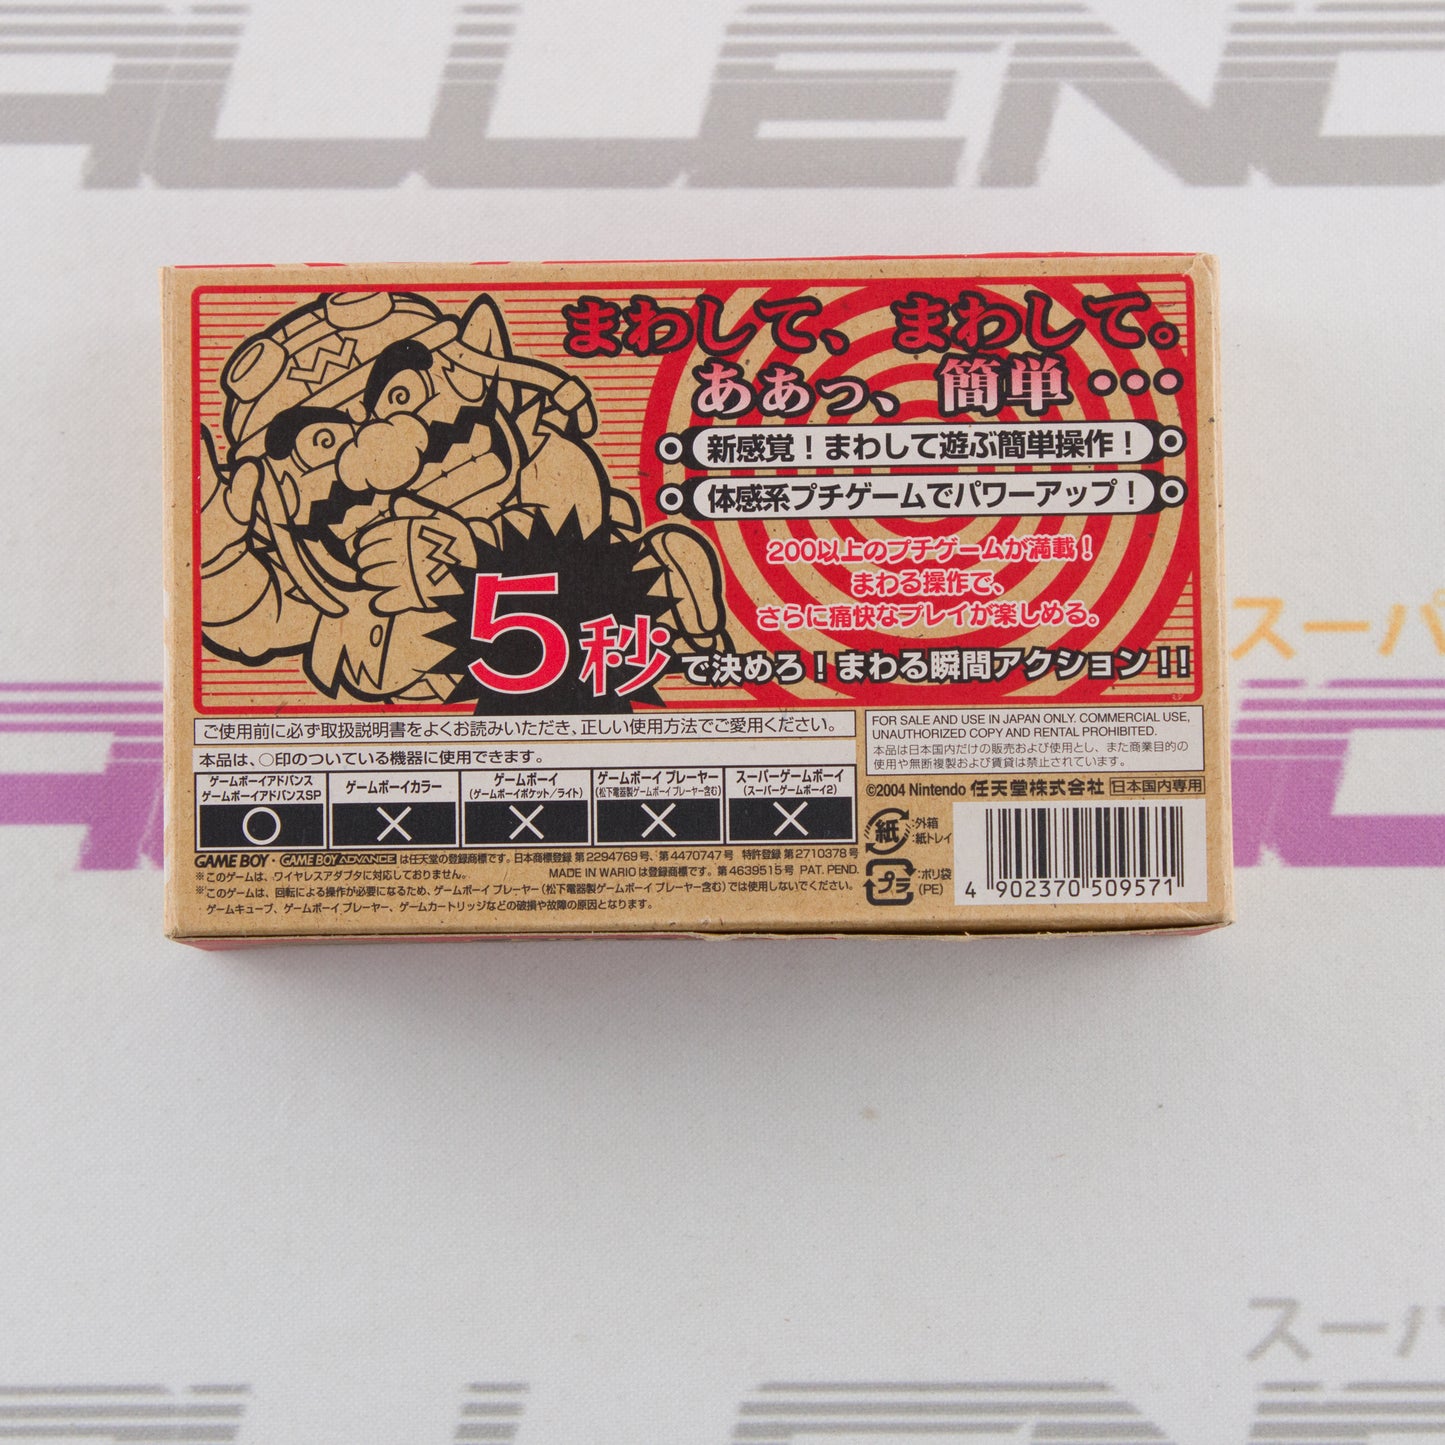 まわして、まわして。
ああっ、簡単・・・
新感覚！まわして遊ぶ簡単操作！
体感系プチゲームでパワーアップ！
200以上のプチゲームが満載！
まわる操作で、
さらに痛快なプレイが楽しめる。
5秒で決めろ！まわる瞬間アクション！！
ご使用前に必ず取扱説明書をよくお読みいただき、正しい使用方法でご愛用ください。
本品は、○印のついている機器に使用できます。
ゲームボーイアドバンス
ゲームボーイアドバンスSP
○
ゲームボーイカラー
×
ゲームボーイ
(ゲームボーイポケット/ライト)
×
ゲームボーイ プレーヤー
(松下電器製ゲームボーイ プレーヤー含む)
×
スーパーゲームボーイ
(スーパーゲームボーイ2)
×
GAME BOY・GAME BOY ADVANCE は任天堂の登録商標です。日本商標登録 第2294769号、第4470747号 特許登録 第2710378号
MADE IN WARIO は登録商標です。第4639515号 PAT. PEND.
※このゲームは、ワイヤレスアダプタに対応しておりません。
※このゲームは、回転による操作が必要になるため、ゲームボーイ プレーヤー(松下電器製ゲームボーイ プレーヤー含む)では使用しないでください。
ゲームキューブ、ゲームボーイ プレーヤー、ゲームカートリッジなどの破損や故障の原因となります。
FOR SALE AND USE IN JAPAN ONLY. COMMERCIAL USE,
UNAUTHORIZED COPY AND RENTAL PROHIBITED.
本品は日本国内だけの販売および使用とし、また商業目的の
使用や無断複製および賃貸は禁止されています。
©2004 Nintendo 任天堂株式会社 日本国内専用
紙 :外箱
:紙トレイ
プラ :ポリ袋
(PE)
4 902370 509571
スーパ
スーパ